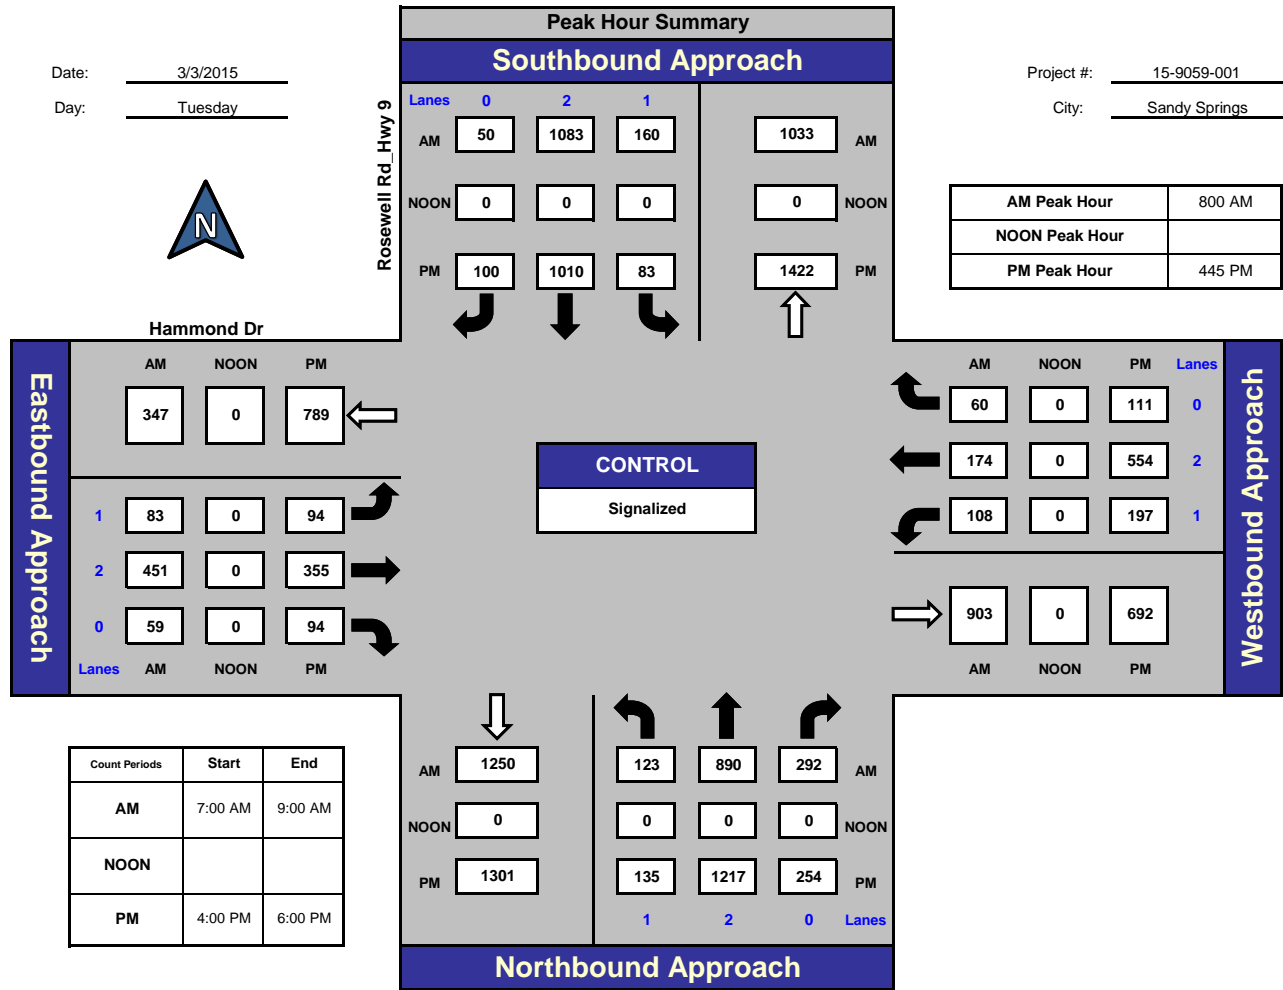 Peak Hour Summary
Southbound Approach
Date: 3/3/2015
Day: Tuesday
Project #: 15-9059-001
City: Sandy Springs
N
Rosewell Rd_Hwy 9
Lanes 0 2 1
AM 50 1083 160 1033 AM
NOON 0 0 0 0 NOON
PM 100 1010 83 1422 PM
AM Peak Hour 800 AM
NOON Peak Hour
PM Peak Hour 445 PM
Hammond Dr
Eastbound Approach
AM NOON PM
347 0 789
1 83 0 94
2 451 0 355
0 59 0 94
Lanes AM NOON PM
CONTROL
Signalized
AM NOON PM Lanes
60 0 111 0
174 0 554 2
108 0 197 1
903 0 692
AM NOON PM
Westbound Approach
Count Periods Start End
AM 7:00 AM 9:00 AM
NOON
PM 4:00 PM 6:00 PM
AM 1250 123 890 292 AM
NOON 0 0 0 0 NOON
PM 1301 135 1217 254 PM
1 2 0 Lanes
Northbound Approach